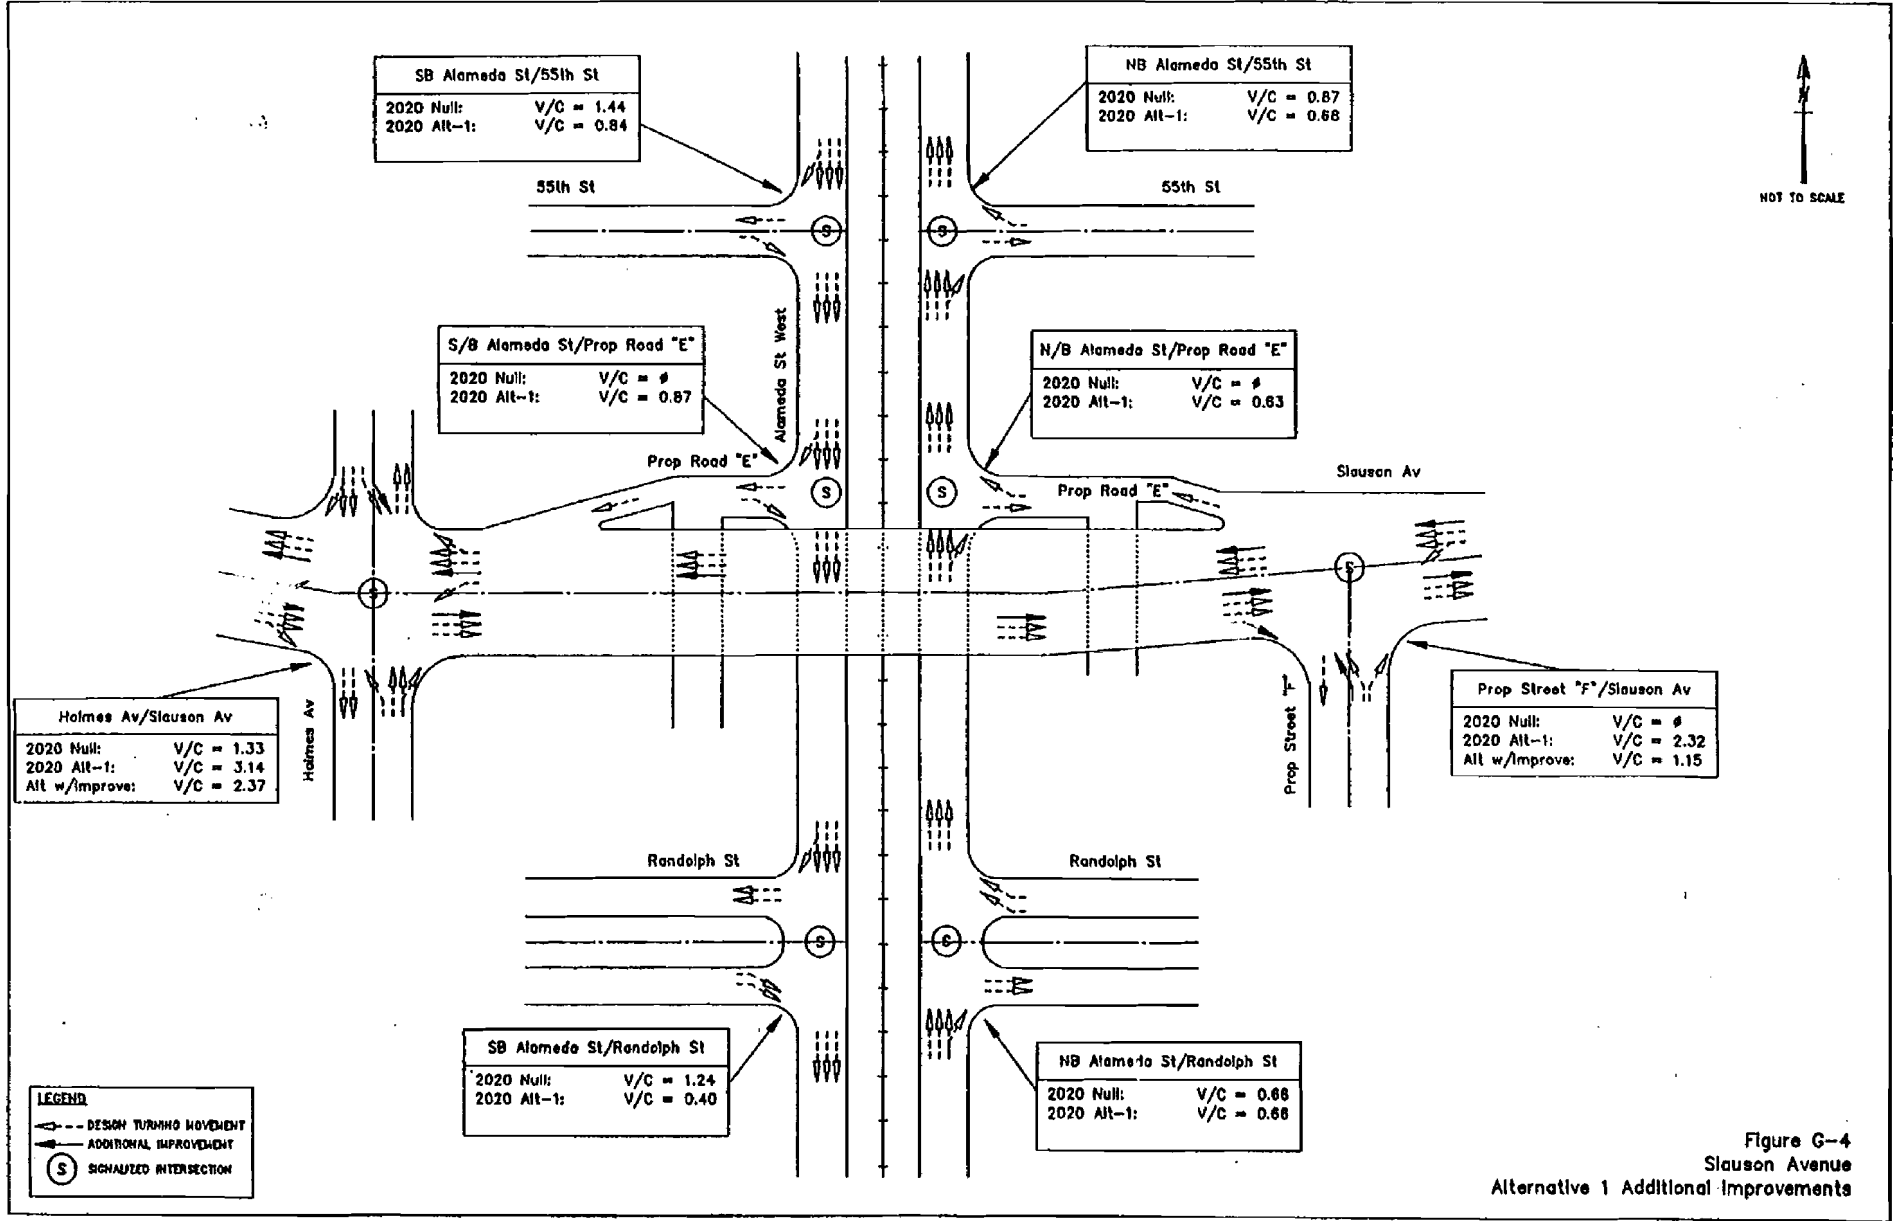 SB Alameda St/55th St
2020 Null: V/C = 1.44
2020 Alt-1: V/C = 0.84
NB Alameda St/55th St
2020 Null: V/C = 0.87
2020 Alt-1: V/C = 0.68
N
NOT TO SCALE
55th St
55th St
S
S
S/B Alameda St/Prop Road "E"
2020 Null: V/C = ø
2020 Alt-1: V/C = 0.87
Alameda St West
N/B Alameda St/Prop Road "E"
2020 Null: V/C = ø
2020 Alt-1: V/C = 0.63
Prop Road "E"
S
S
Prop Road "E"
Slauson Av
S
S
Holmes Av/Slauson Av
2020 Null: V/C = 1.33
2020 Alt-1: V/C = 3.14
Alt w/Improve: V/C = 2.37
Holmes Av
Prop Street "F"
Prop Street "F"/Slauson Av
2020 Null: V/C = ø
2020 Alt-1: V/C = 2.32
Alt w/Improve: V/C = 1.15
Randolph St
Randolph St
S
S
SB Alameda St/Randolph St
2020 Null: V/C = 1.24
2020 Alt-1: V/C = 0.40
NB Alameda St/Randolph St
2020 Null: V/C = 0.66
2020 Alt-1: V/C = 0.66
LEGEND
DESIGN TURNING MOVEMENT
ADDITIONAL IMPROVEMENT
S SIGNALIZED INTERSECTION
Figure G-4
Slauson Avenue
Alternative 1 Additional Improvements